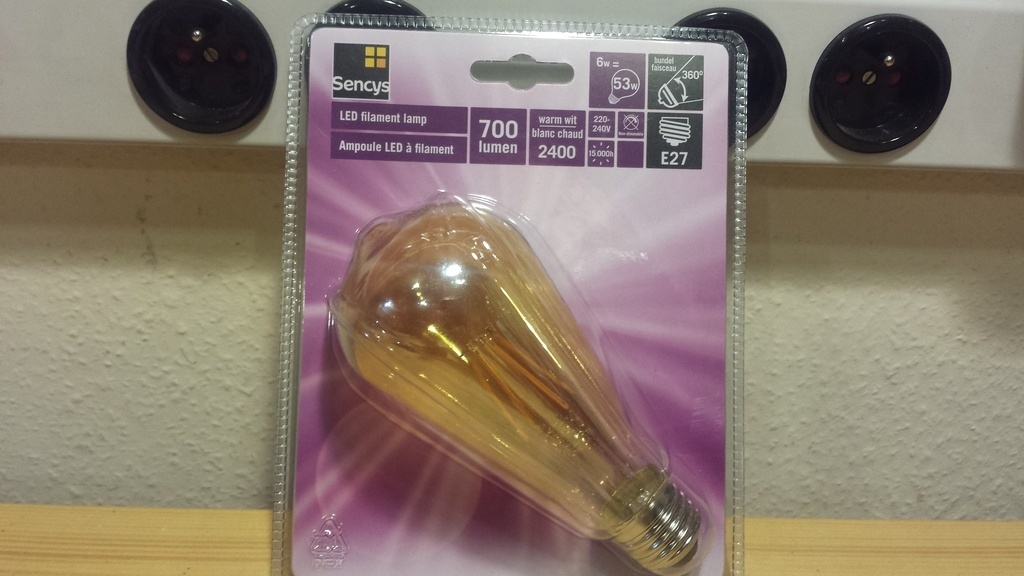 Sencys
LED filament lamp
Ampoule LED à filament
700
lumen
warm wit
blanc chaud
2400
6w =
53w
220-
240V
15.000h
bundel
faisceau
360°
E27